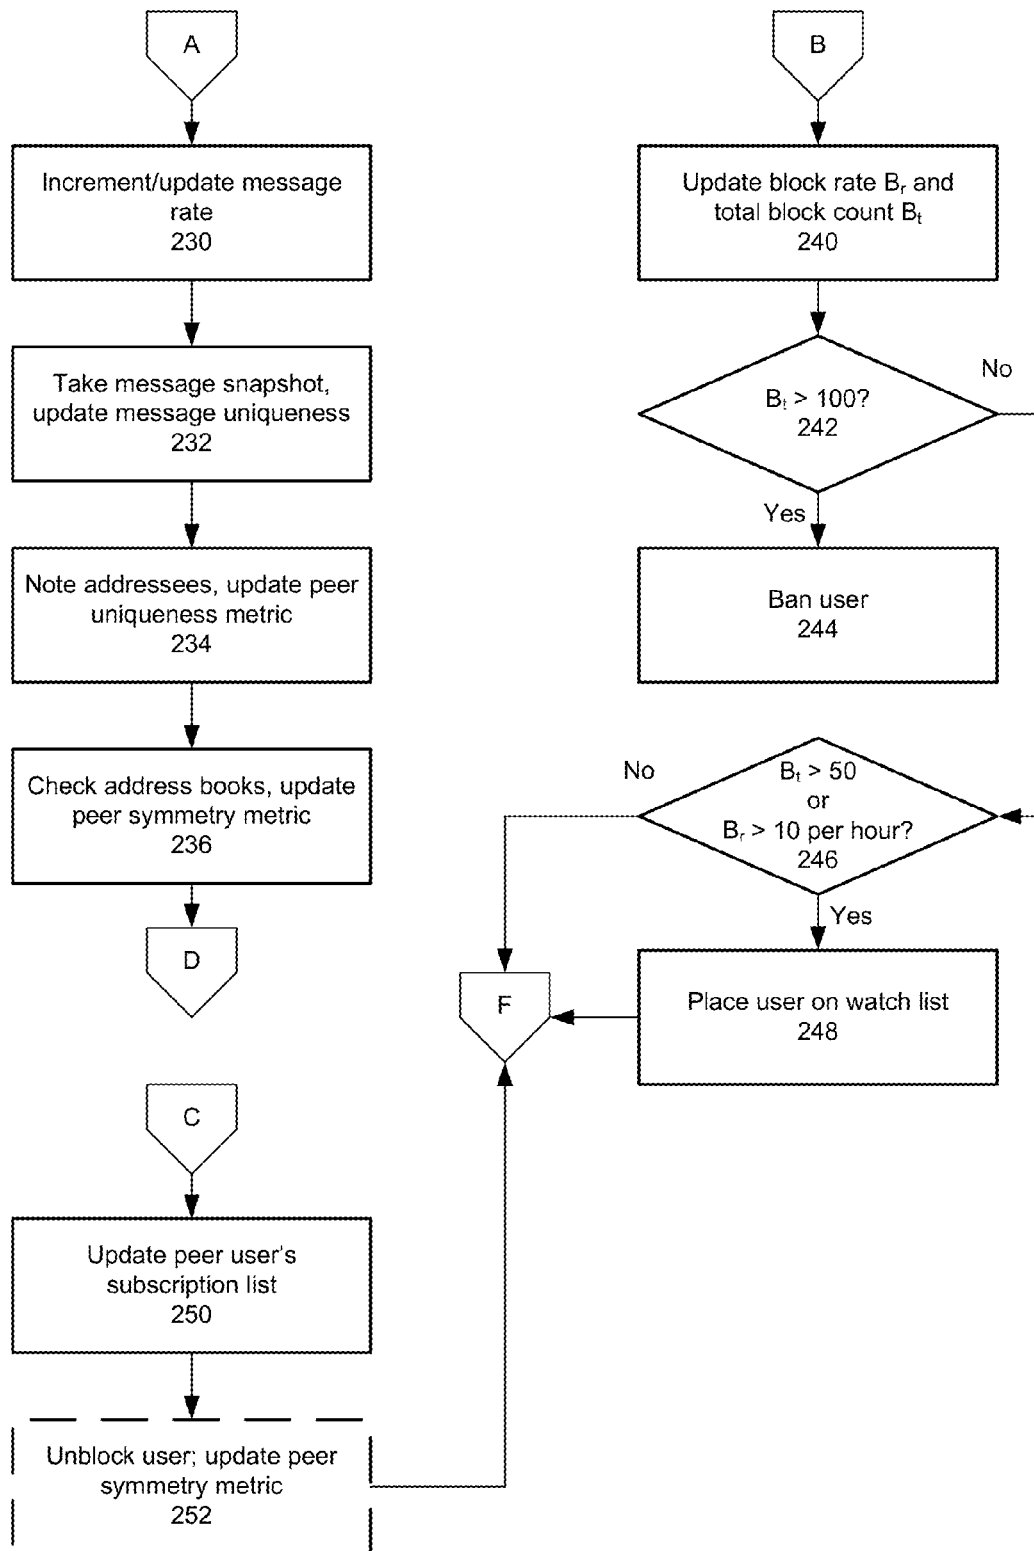 A
Increment/update message
rate
230
Take message snapshot,
update message uniqueness
232
Note addressees, update peer
uniqueness metric
234
Check address books, update
peer symmetry metric
236
D
B
Update block rate Br and
total block count Bt
240
Bt > 100?
242
No
Yes
Ban user
244
Bt > 50
or
Br > 10 per hour?
246
No
Yes
Place user on watch list
248
F
C
Update peer user's
subscription list
250
Unblock user; update peer
symmetry metric
252